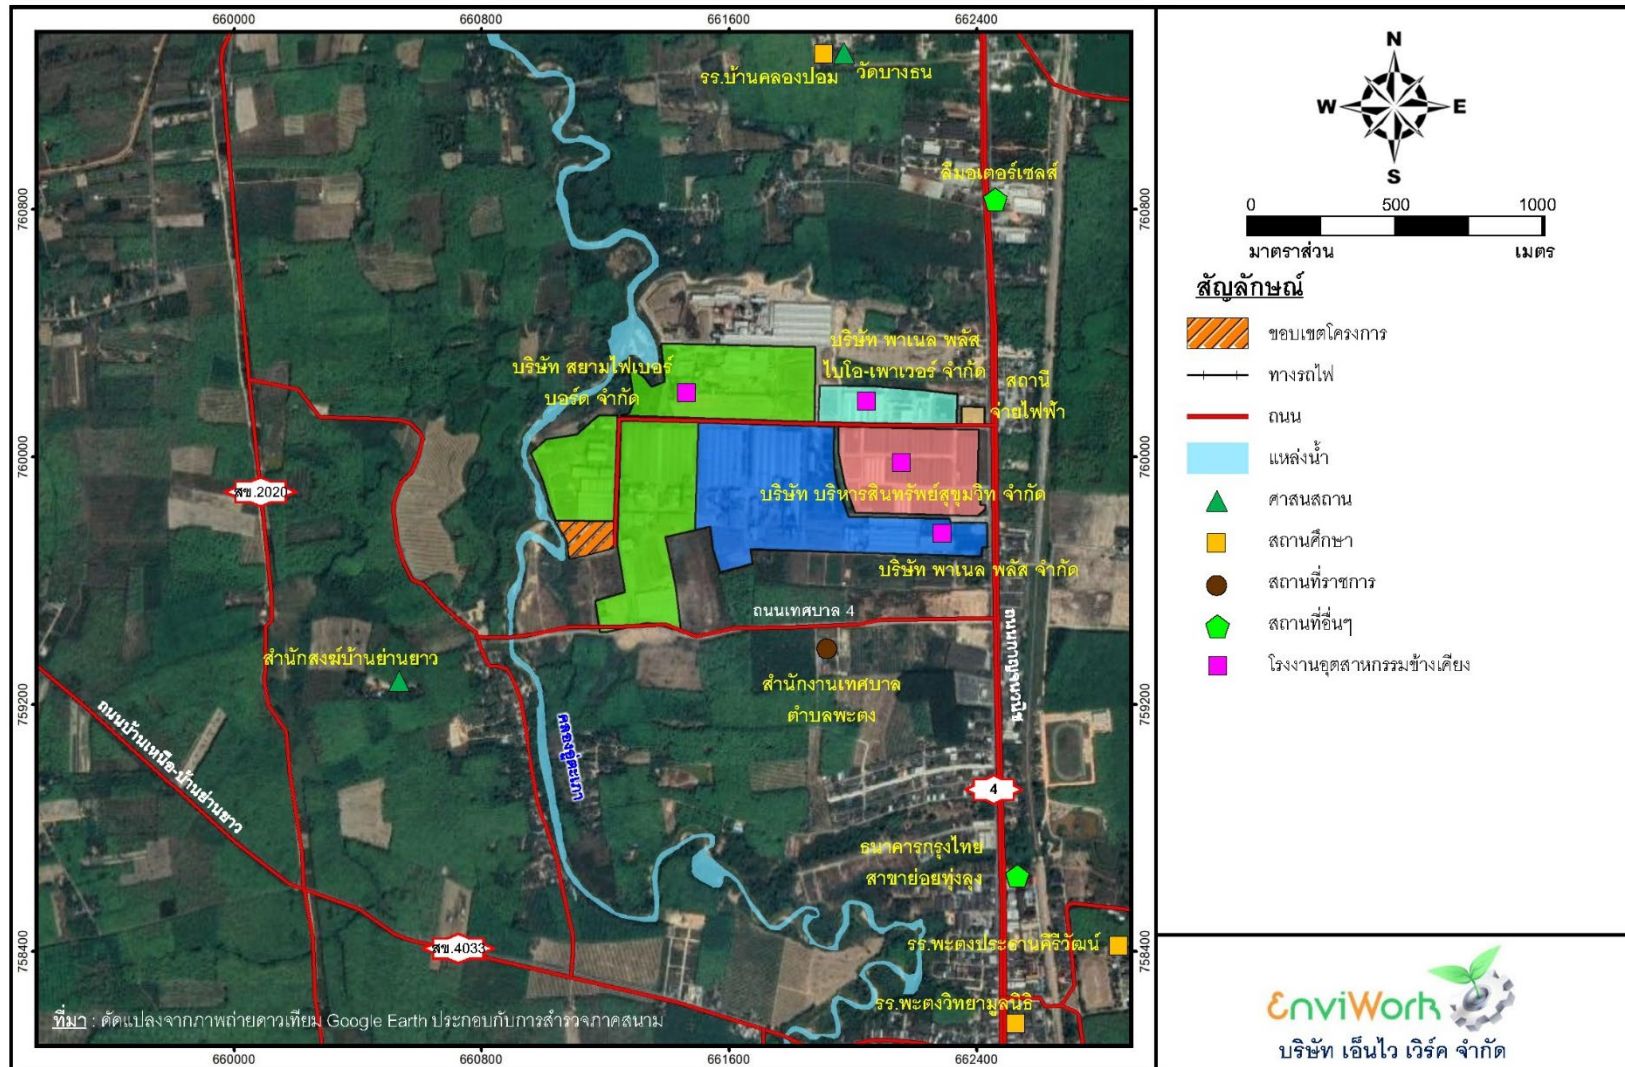 660000
660800
661600
662400
760800
760000
759200
758400
760800
760000
759200
758400
660000
660800
661600
662400
รร.บ้านคลองปอม
วัดบางธน
ลีมอเตอร์เซลส์
บริษัท สยามไฟเบอร์
บอร์ด จำกัด
บริษัท พาเนล พลัส
ไบโอ-เพาเวอร์ จำกัด
สถานี
จ่ายไฟฟ้า
สข.2020
บริษัท บริหารสินทรัพย์สุขุมวิท จำกัด
บริษัท พาเนล พลัส จำกัด
ถนนเทศบาล 4
ถนนกาญจนวนิช
สำนักสงฆ์บ้านย่านยาว
สำนักงานเทศบาล
ตำบลพะตง
ถนนบ้านเหนือ-บ้านย่านยาว
คลองอู่ตะเภา
4
ธนาคารกรุงไทย
สาขาย่อยทุ่งลุง
สข.4033
รร.พะตงประธานคีรีวัฒน์
รร.พะตงวิทยามูลนิธิ
ที่มา : ดัดแปลงจากภาพถ่ายดาวเทียม Google Earth ประกอบกับการสำรวจภาคสนาม
N
W
E
S
0 500 1000
มาตราส่วน เมตร
สัญลักษณ์
ขอบเขตโครงการ
ทางรถไฟ
ถนน
แหล่งน้ำ
ศาสนสถาน
สถานศึกษา
สถานที่ราชการ
สถานที่อื่นๆ
โรงงานอุตสาหกรรมข้างเคียง
EnviWork
บริษัท เอ็นไว เวิร์ค จำกัด